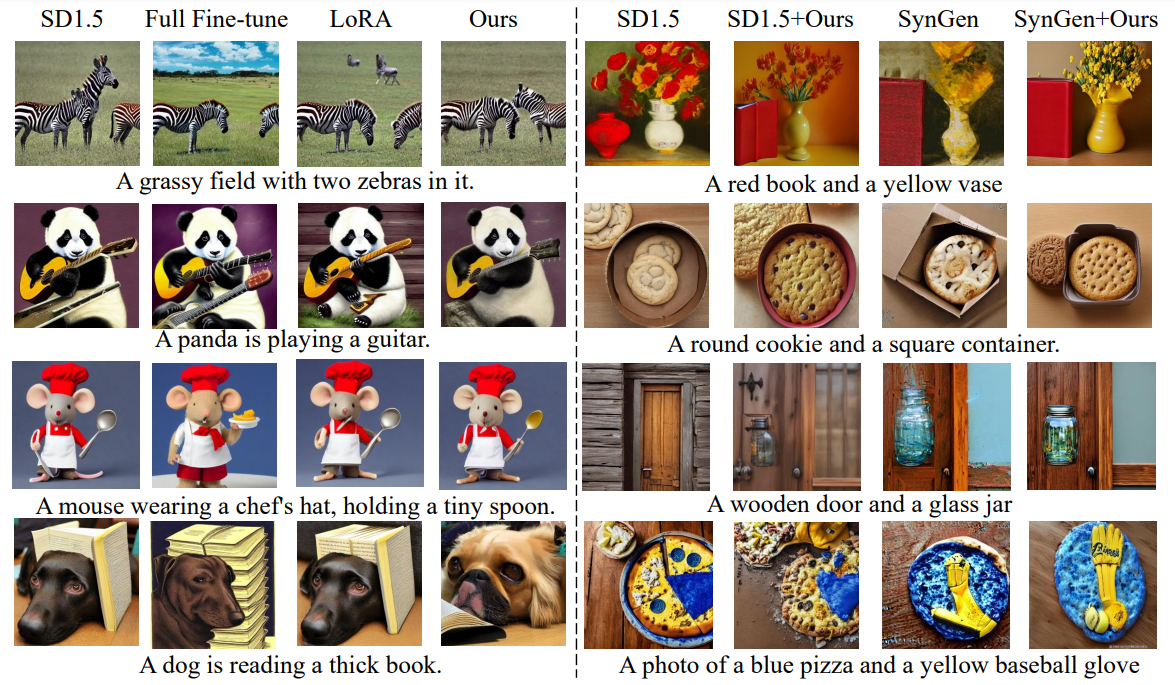 SD1.5 Full Fine-tune LoRA Ours
A grassy field with two zebras in it.
A panda is playing a guitar.
A mouse wearing a chef's hat, holding a tiny spoon.
A dog is reading a thick book.
SD1.5 SD1.5+Ours SynGen SynGen+Ours
A red book and a yellow vase
A round cookie and a square container.
A wooden door and a glass jar
A photo of a blue pizza and a yellow baseball glove